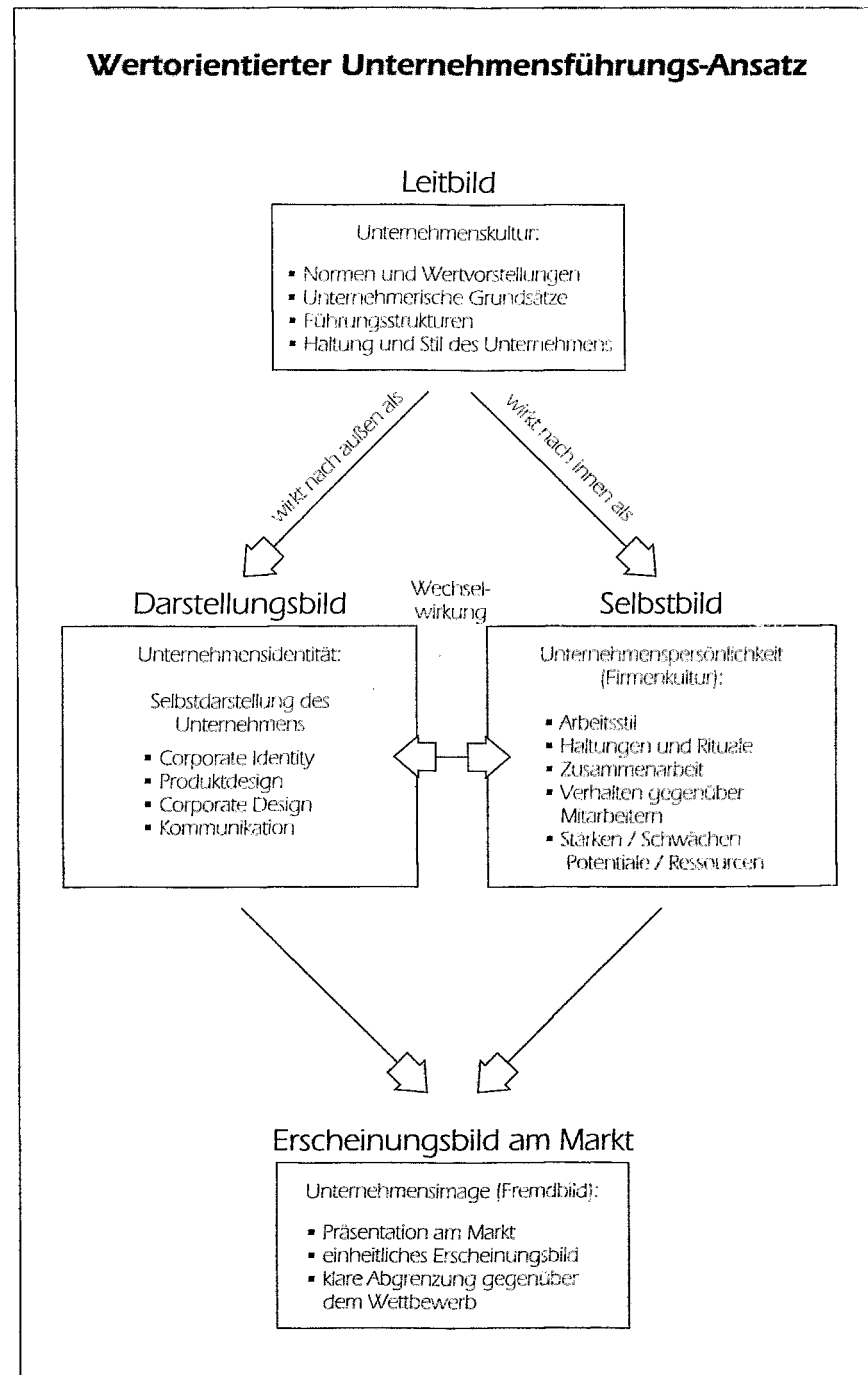 Wertorientierter Unternehmensführungs-Ansatz
Leitbild
Unternehmenskultur:
▪ Normen und Wertvorstellungen
▪ Unternehmerische Grundsätze
▪ Führungsstrukturen
▪ Haltung und Stil des Unternehmens
wirkt nach außen als
wirkt nach innen als
Wechsel-
wirkung
Darstellungsbild
Unternehmensidentität:
Selbstdarstellung des
Unternehmens
▪ Corporate Identity
▪ Produktdesign
▪ Corporate Design
▪ Kommunikation
Selbstbild
Unternehmenspersönlichkeit
(Firmenkultur):
▪ Arbeitsstil
▪ Haltungen und Rituale
▪ Zusammenarbeit
▪ Verhalten gegenüber
Mitarbeitern
▪ Stärken / Schwächen
Potentiale / Ressourcen
Erscheinungsbild am Markt
Unternehmensimage (Fremdbild):
▪ Präsentation am Markt
▪ einheitliches Erscheinungsbild
▪ klare Abgrenzung gegenüber
dem Wettbewerb